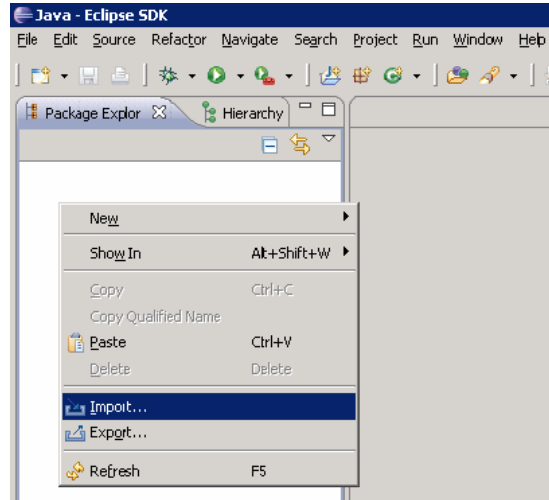 Java - Eclipse SDK
File Edit Source Refactor Navigate Search Project Run Window Help
Package Explor Hierarchy
New
Show In Alt+Shift+W
Copy Ctrl+C
Copy Qualified Name
Paste Ctrl+V
Delete Delete
Import...
Export...
Refresh F5